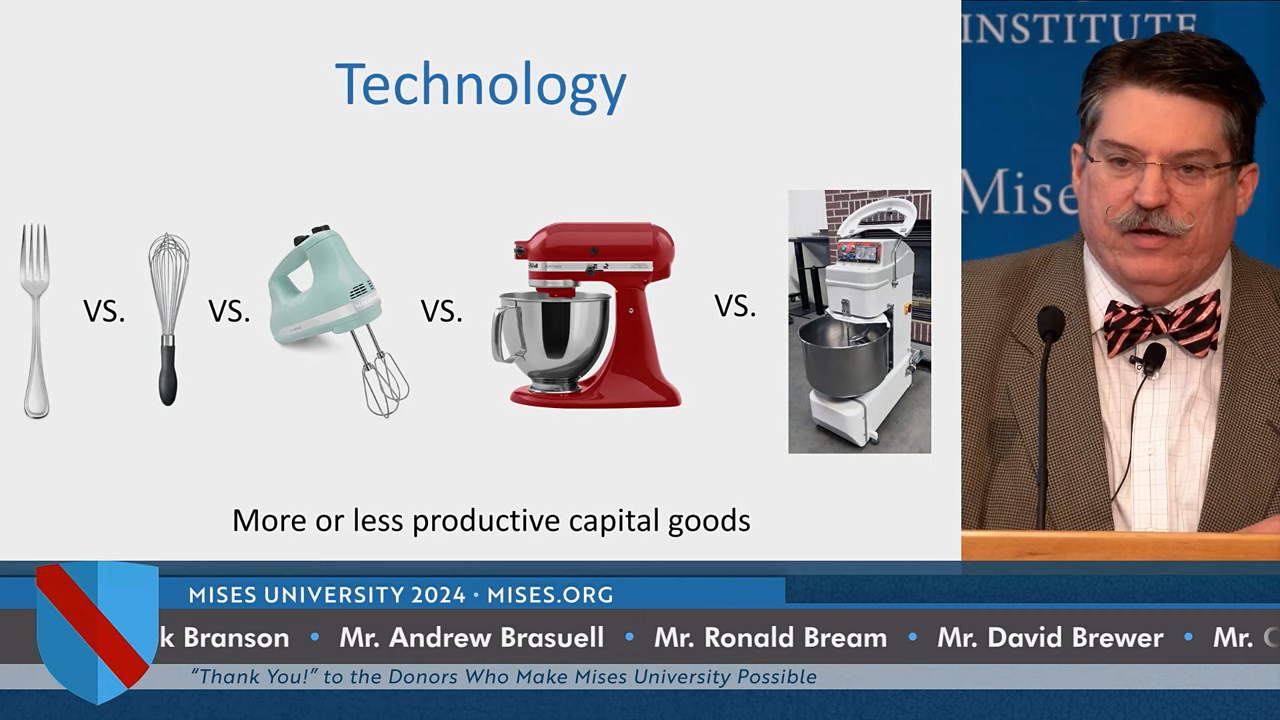 Technology
VS.
VS.
VS.
VS.
More or less productive capital goods
INSTITUTE
Mise
MISES UNIVERSITY 2024 • MISES.ORG
k Branson • Mr. Andrew Brasuell • Mr. Ronald Bream • Mr. David Brewer • Mr.
“Thank You!” to the Donors Who Make Mises University Possible